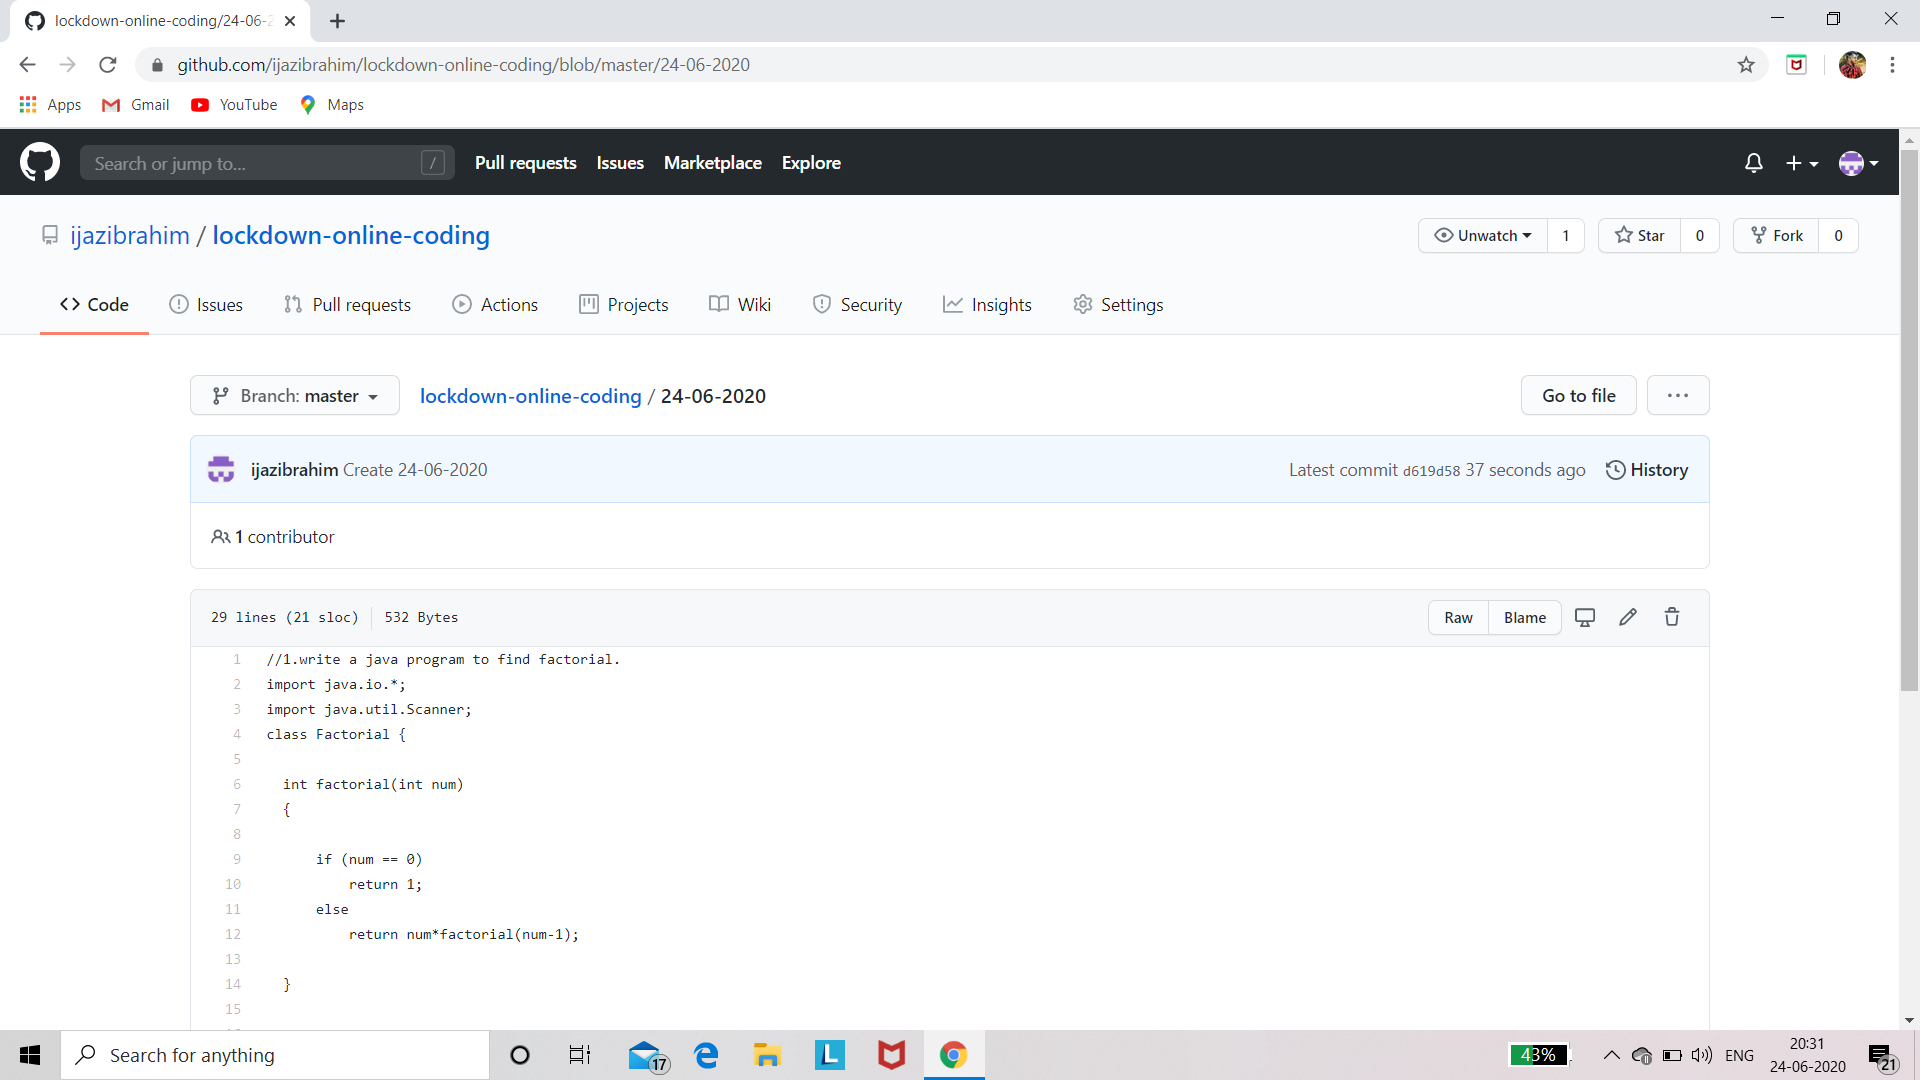 lockdown-online-coding/24-06-2
github.com/ijazibrahim/lockdown-online-coding/blob/master/24-06-2020
Apps Gmail YouTube Maps
Search or jump to... / Pull requests Issues Marketplace Explore
ijazibrahim / lockdown-online-coding Unwatch 1 Star 0 Fork 0
Code Issues Pull requests Actions Projects Wiki Security Insights Settings
Branch: master lockdown-online-coding / 24-06-2020 Go to file ...
ijazibrahim Create 24-06-2020 Latest commit d619d58 37 seconds ago History
1 contributor
29 lines (21 sloc) 532 Bytes Raw Blame
1 //1.write a java program to find factorial.
2 import java.io.*;
3 import java.util.Scanner;
4 class Factorial {
5
6 int factorial(int num)
7 {
8
9 if (num == 0)
10 return 1;
11 else
12 return num*factorial(num-1);
13
14 }
15
Search for anything 17 L 43% ENG 20:31
24-06-2020 21